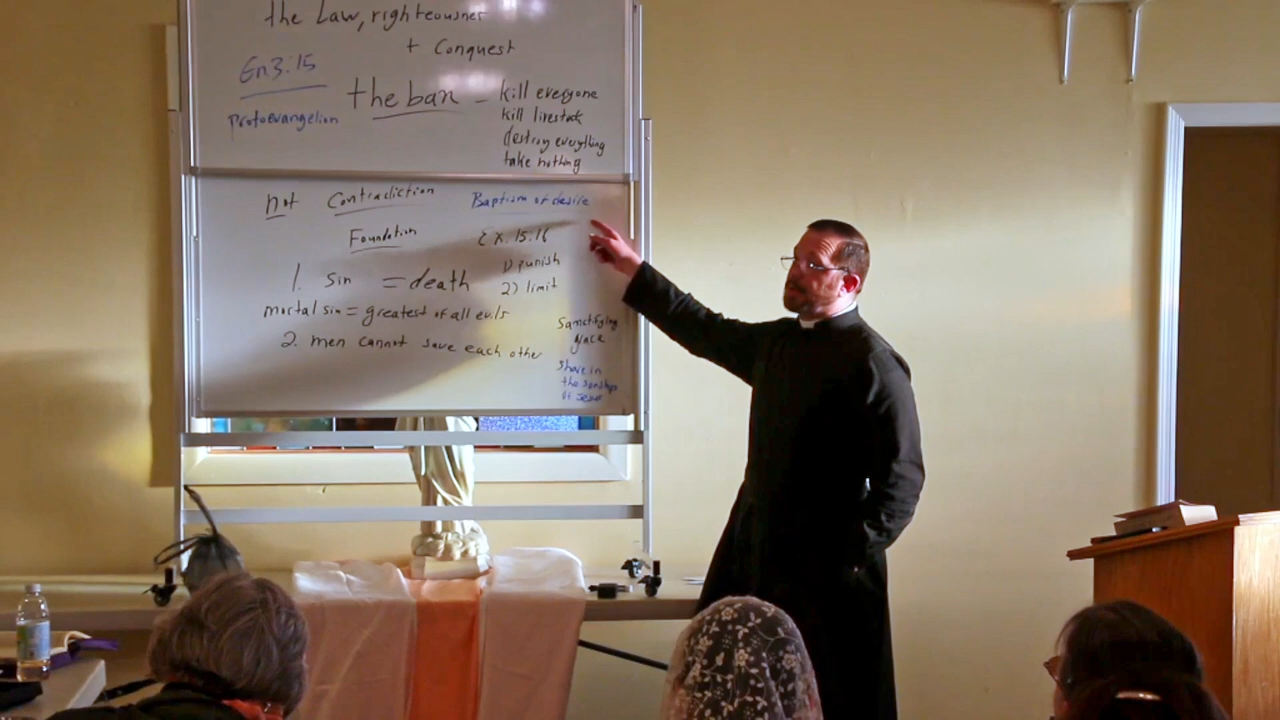 the Law, righteousness
+ Conquest
Gn 3:15
protoevangelion
the ban - kill everyone
kill livestock
destroy everything
take nothing
not Contradiction
Baptism of desire
Foundation
Ex. 15.16
1) punish
2) limit
1. sin = death
mortal sin = greatest of all evils
2. men cannot save each other
Sanctifying
grace
share in
the sonship
of Jesus